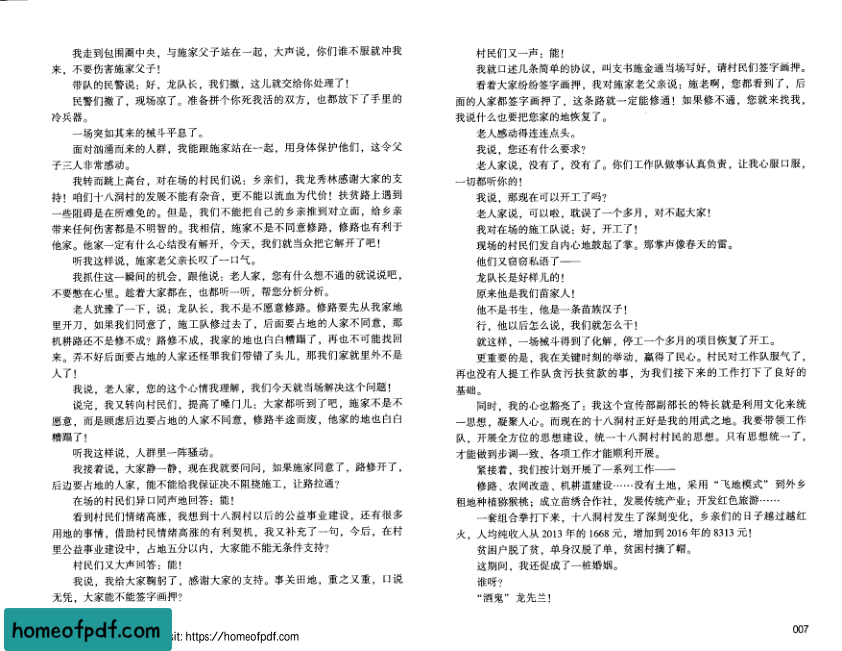 我走到包围圈中央，与施家父子站在一起，大声说，你们谁不服就冲我
来，不要伤害施家父子！
带队的民警说：好，龙队长，我们撤，这儿就交给你处理了！
民警们撤了，现场凉了。准备拼个你死我活的双方，也都放下了手里的
冷兵器。
一场突如其来的械斗平息了。
面对汹涌而来的人群，我能跟施家站在一起，用身体保护他们，这令父
子三人非常感动。
我转而跳上高台，对在场的村民们说：乡亲们，我龙秀林感谢大家的支
持！咱们十八洞村的发展不能有杂音，更不能以流血为代价！扶贫路上遇到
一些阻碍是在所难免的。但是，我们不能把自己的乡亲推到对立面，给乡亲
带来任何伤害都是不明智的。我相信，施家不是不同意修路，修路也有利于
他家。他家一定有什么心结没有解开，今天，我们就当众把它解开了吧！
听我这样说，施家老父亲长叹了一口气。
我抓住这一瞬间的机会，跟他说：老人家，您有什么想不通的就说说吧，
不要憋在心里。趁着大家都在，也都听一听，帮您分析分析。
老人犹豫了一下，说：龙队长，我不是不愿意修路。修路要先从我家地
里开刀，如果我们同意了，施工队修过去了，后面要占地的人家不同意，那
机耕路还不是修不成？路修不成，我家的地也白白糟蹋了，再也不可能找回
来。弄不好后面要占地的人家还怪罪我们带错了头儿，那我们家就里外不是
人了！
我说，老人家，您的这个心情我理解，我们今天就当场解决这个问题！
说完，我又转向村民们，提高了嗓门儿：大家都听到了吧，施家不是不
愿意，而是顾虑后边要占地的人家不同意，修路半途而废，他家的地也白白
糟蹋了！
听我这样说，人群里一阵骚动。
我接着说，大家静一静，现在我就要问问，如果施家同意了，路修开了，
后边要占地的人家，能不能给我保证决不阻挠施工，让路拉通？
在场的村民们异口同声地回答：能！
看到村民们情绪高涨，我想到十八洞村以后的公益事业建设，还有很多
用地的事情，借助村民情绪高涨的有利契机，我又补充了一句，今后，在村
里公益事业建设中，占地五分以内，大家能不能无条件支持？
村民们又大声回答：能！
我说，我给大家鞠躬了，感谢大家的支持。事关田地，重之又重，口说
无凭，大家能不能签字画押？
村民们又一声：能！
我就口述几条简单的协议，叫支书施金通当场写好，请村民们签字画押。
看着大家纷纷签字画押，我对施家老父亲说：施老啊，您都看到了，后
面的人家都签字画押了，这条路就一定能修通！如果修不通，您就来找我，
我说什么也要把您家的地恢复了。
老人感动得连连点头。
我说，您还有什么要求？
老人家说，没有了，没有了。你们工作队做事认真负责，让我心服口服，
一切都听你的！
我说，那现在可以开工了吗？
老人家说，可以啦，耽误了一个多月，对不起大家！
我对在场的施工队说：好，开工了！
现场的村民们发自内心地鼓起了掌。那掌声像春天的雷。
他们又窃窃私语了——
龙队长是好样儿的！
原来他是我们苗家人！
他不是书生，他是一条苗族汉子！
行，他以后怎么说，我们就怎么干！
就这样，一场械斗得到了化解，停工一个多月的项目恢复了开工。
更重要的是，我在关键时刻的举动，赢得了民心。村民对工作队服气了，
再也没有人提工作队贪污扶贫款的事，为我们接下来的工作打下了良好的
基础。
同时，我的心也豁亮了：我这个宣传部副部长的特长就是利用文化来统
一思想，凝聚人心。而现在的十八洞村正好是我的用武之地。我要带领工作
队，开展全方位的思想建设，统一十八洞村村民的思想。只有思想统一了，
才能做到步调一致，各项工作才能顺利开展。
紧接着，我们按计划开展了一系列工作——
修路、农网改造、机耕道建设……没有土地，采用“飞地模式”到外乡
租地种植猕猴桃；成立苗绣合作社，发展传统产业；开发红色旅游……
一套组合拳打下来，十八洞村发生了深刻变化，乡亲们的日子越过越红
火，人均纯收入从 2013 年的 1668 元，增加到 2016 年的 8313 元！
贫困户脱了贫，单身汉脱了单，贫困村摘了帽。
这期间，我还促成了一桩婚姻。
谁呀？
“酒鬼”龙先兰！
007
homeofpdf.com
sit: https://homeofpdf.com